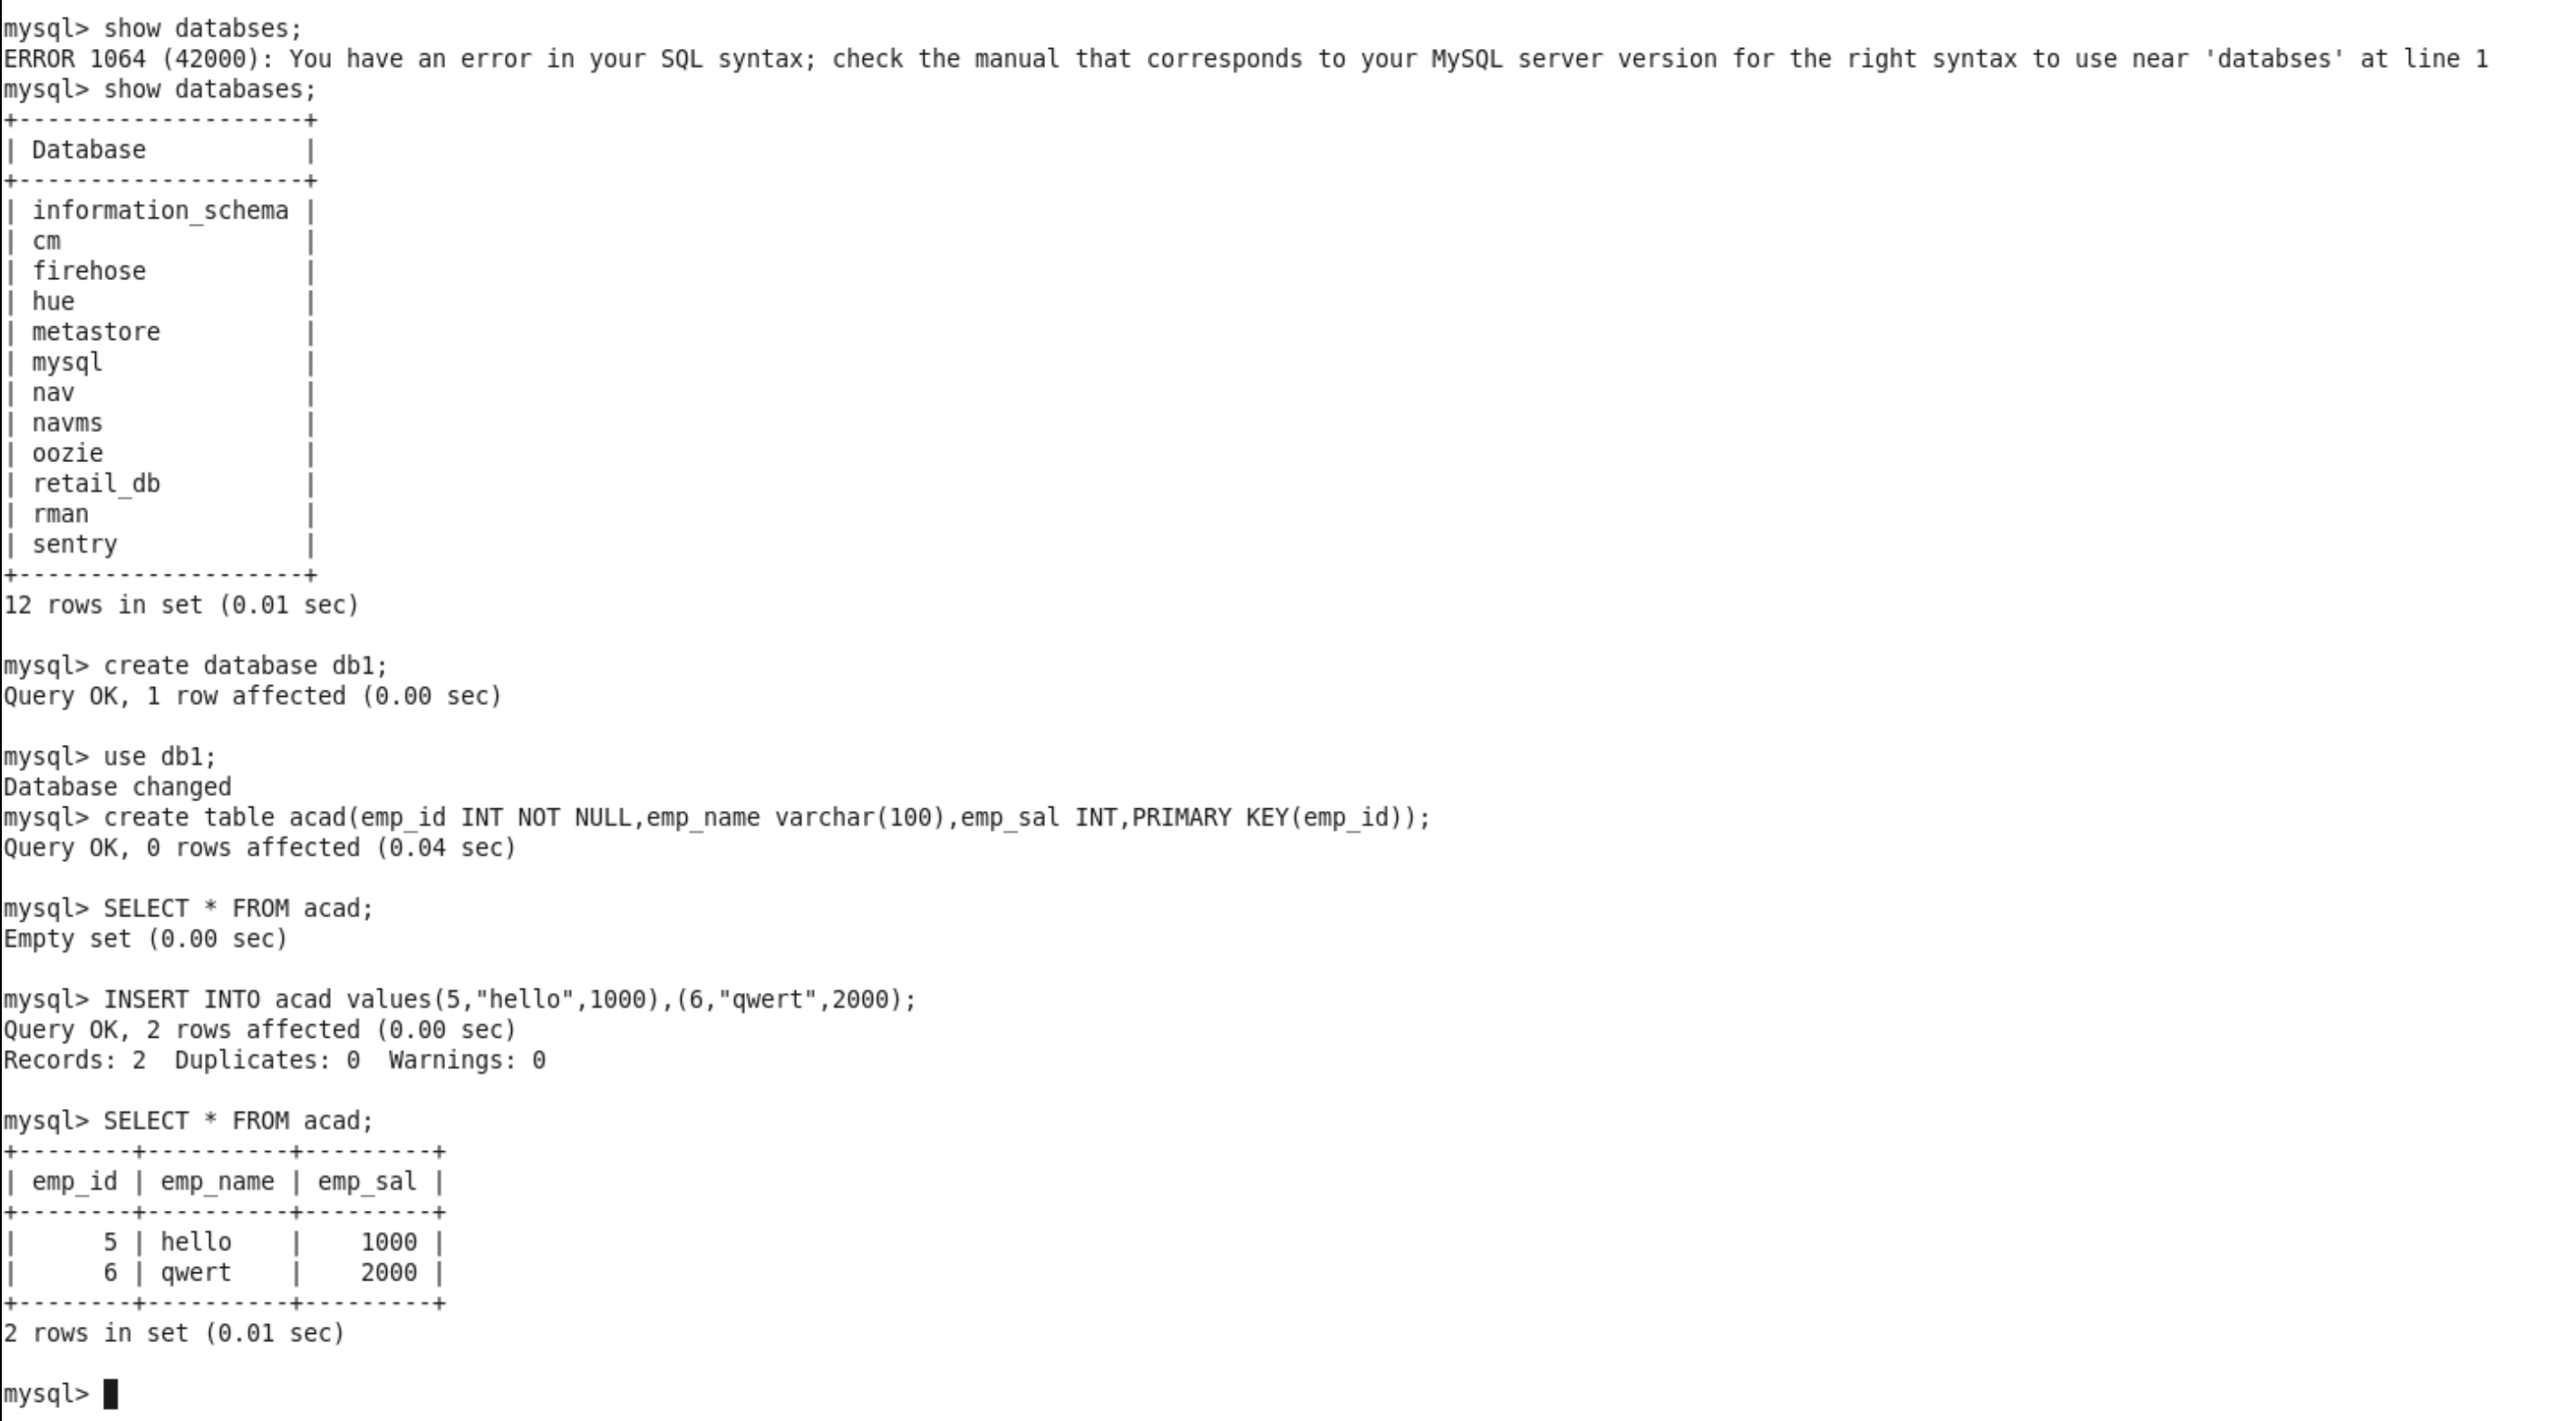 mysql> show databses;
ERROR 1064 (42000): You have an error in your SQL syntax; check the manual that corresponds to your MySQL server version for the right syntax to use near 'databses' at line 1
mysql> show databases;
+--------------------+
| Database           |
+--------------------+
| information_schema |
| cm                 |
| firehose           |
| hue                |
| metastore          |
| mysql              |
| nav                |
| navms              |
| oozie              |
| retail_db          |
| rman               |
| sentry             |
+--------------------+
12 rows in set (0.01 sec)

mysql> create database db1;
Query OK, 1 row affected (0.00 sec)

mysql> use db1;
Database changed
mysql> create table acad(emp_id INT NOT NULL,emp_name varchar(100),emp_sal INT,PRIMARY KEY(emp_id));
Query OK, 0 rows affected (0.04 sec)

mysql> SELECT * FROM acad;
Empty set (0.00 sec)

mysql> INSERT INTO acad values(5,"hello",1000),(6,"qwert",2000);
Query OK, 2 rows affected (0.00 sec)
Records: 2  Duplicates: 0  Warnings: 0

mysql> SELECT * FROM acad;
+--------+----------+---------+
| emp_id | emp_name | emp_sal |
+--------+----------+---------+
|      5 | hello    |    1000 |
|      6 | qwert    |    2000 |
+--------+----------+---------+
2 rows in set (0.01 sec)

mysql>